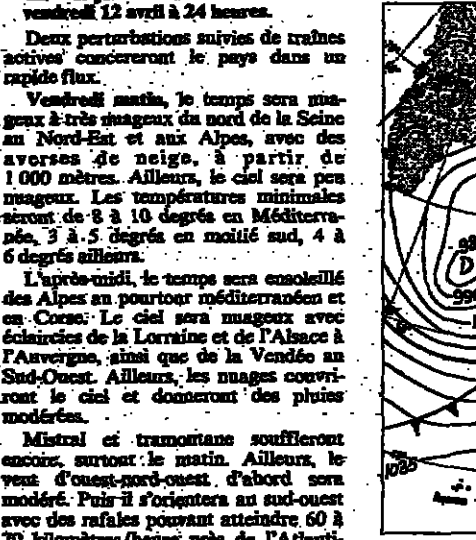 vendredi 12 avril à 24 heures.
Deux perturbations suivies de traînes
actives concereront le pays dans un
rapide flux.
Vendredi matin, le temps sera nua-
geux à très nuageux du nord de la Seine
au Nord-Est et aux Alpes, avec des
averses de neige, à partir de
1 000 mètres. Ailleurs, le ciel sera peu
nuageux. Les températures minimales
seront de 8 à 10 degrés en Méditerra-
née, 3 à 5 degrés en moitié sud, 4 à
6 degrés ailleurs.
L'après-midi, le temps sera ensoleillé
des Alpes au pourtour méditerranéen et
en Corse. Le ciel sera nuageux avec
éclaircies de la Lorraine et de l'Alsace à
l'Auvergne, ainsi que de la Vendée au
Sud-Ouest. Ailleurs, les nuages couvri-
ront le ciel et donneront des pluies
modérées.
Mistral et tramontane souffleront
encore, surtout le matin. Ailleurs, le
vent d'ouest-nord-ouest d'abord sera
modéré. Puis il s'orientera au sud-ouest
avec des rafales pouvant atteindre 60 à
kilomètres/heure près de l'Atlanti-
D
1025